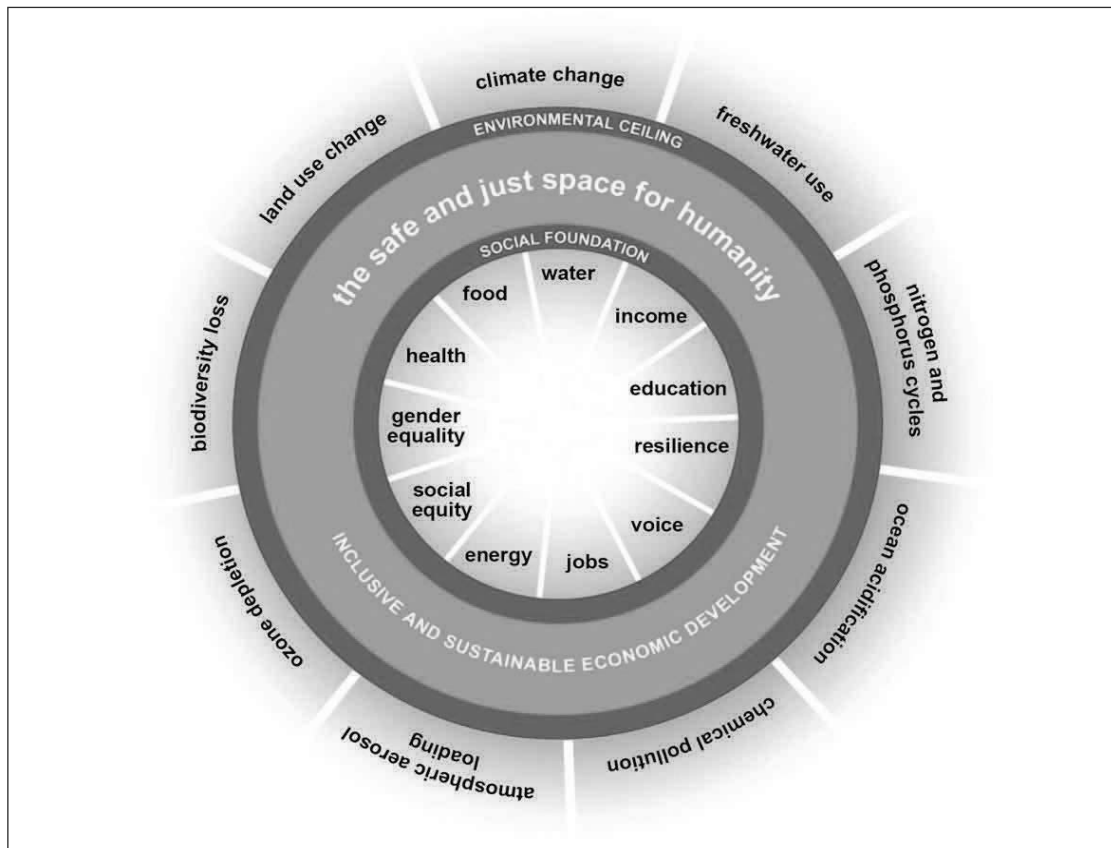 climate change
freshwater use
nitrogen and
phosphorus cycles
ocean acidification
chemical pollution
atmospheric aerosol
loading
ozone depletion
biodiversity loss
land use change
ENVIRONMENTAL CEILING
the safe and just space for humanity
SOCIAL FOUNDATION
water
income
education
resilience
voice
jobs
energy
social
equity
gender
equality
health
food
INCLUSIVE AND SUSTAINABLE ECONOMIC DEVELOPMENT